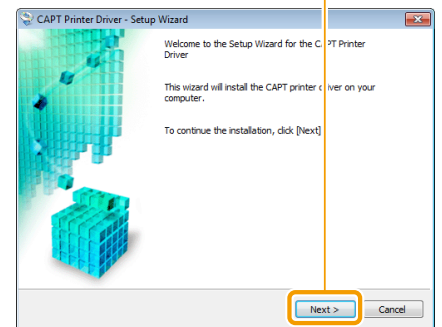 CAPT Printer Driver - Setup Wizard
Welcome to the Setup Wizard for the CAPT Printer
Driver
This wizard will install the CAPT printer driver on your
computer.
To continue the installation, click [Next]
Next >
Cancel